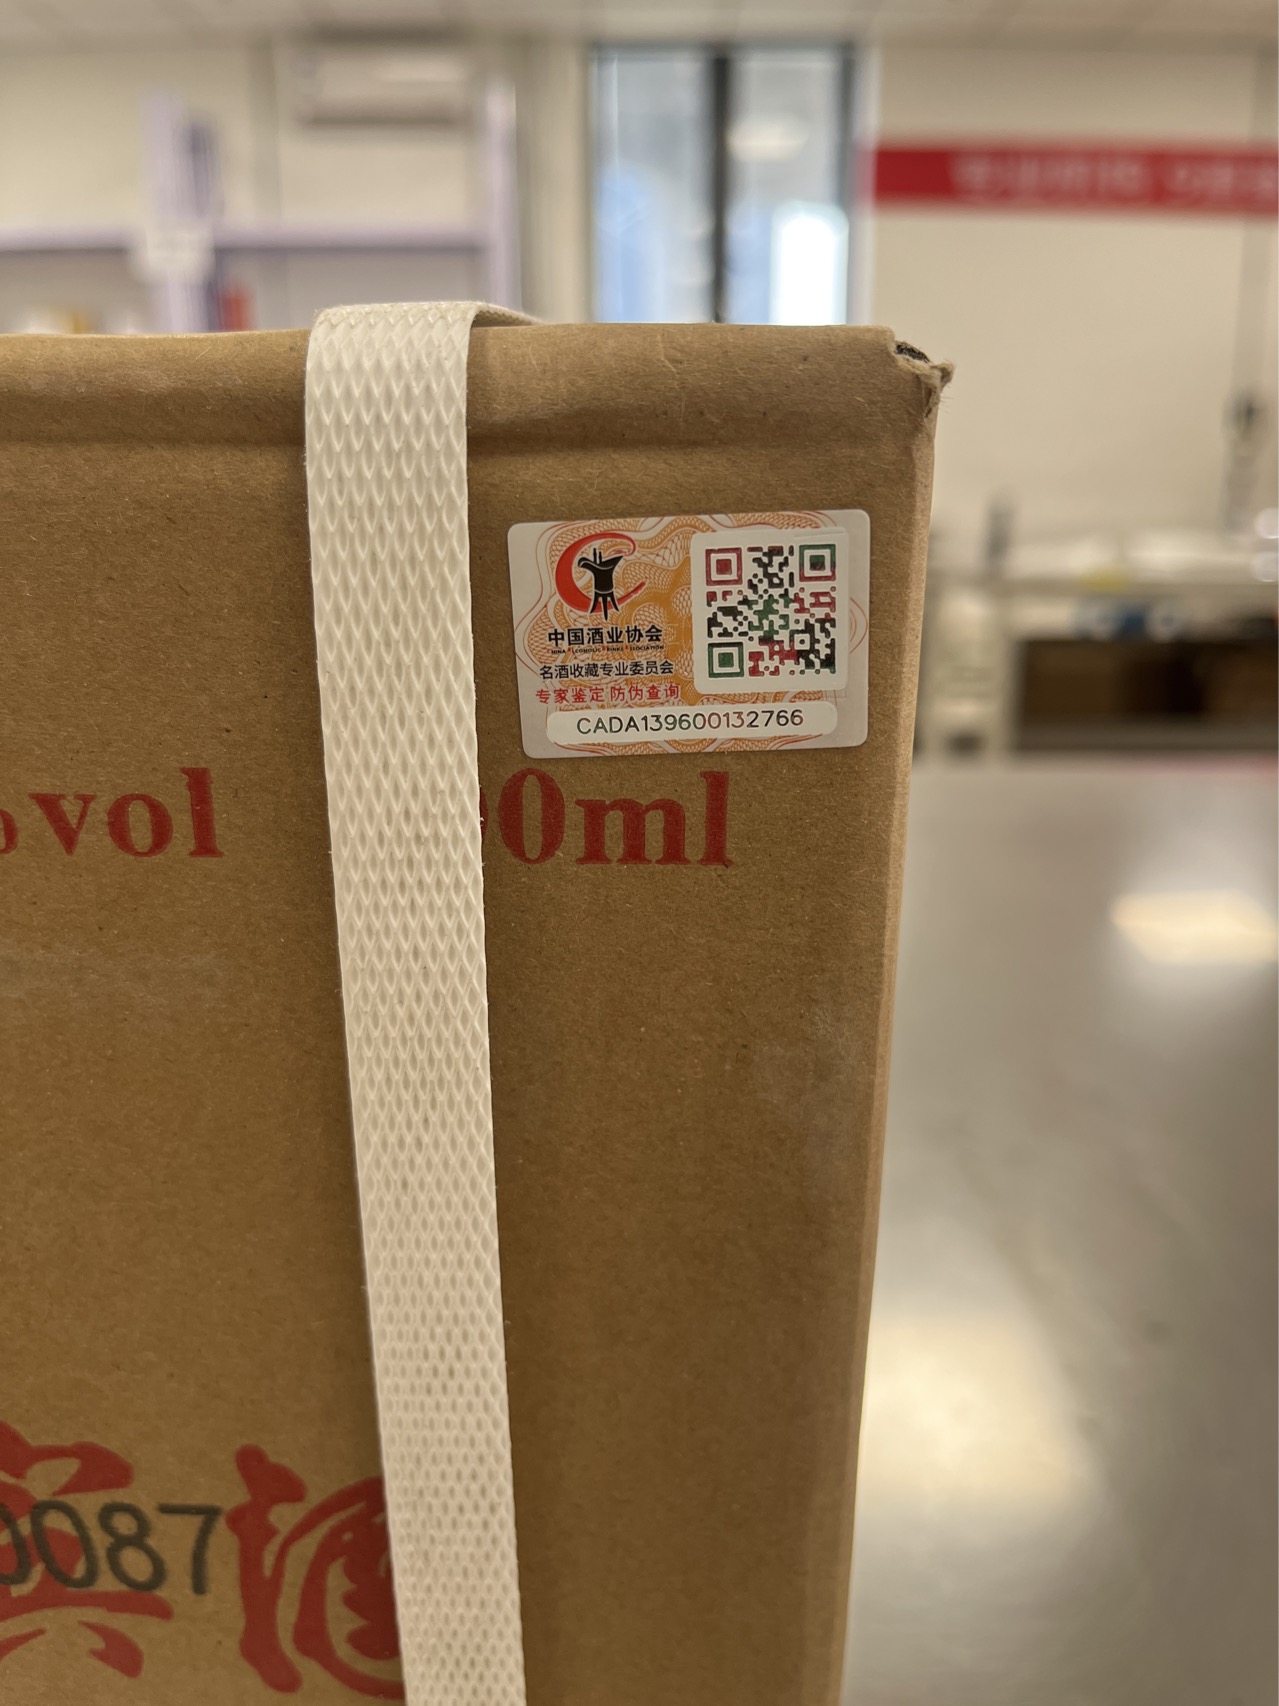 中国酒业协会
名酒收藏专业委员会
专家鉴定 防伪查询
CADA139600132766
vol
0ml
0087
酒